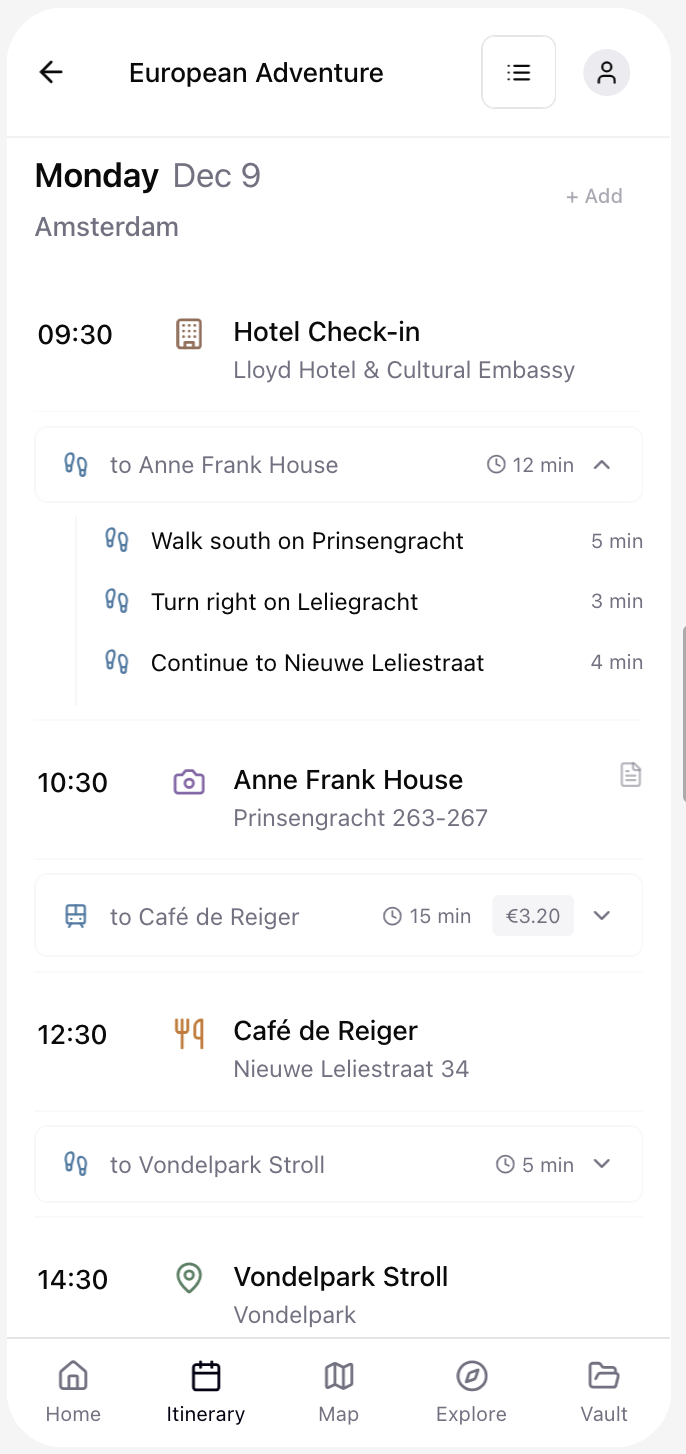 European Adventure
Monday Dec 9
+ Add
Amsterdam
09:30
Hotel Check-in
Lloyd Hotel & Cultural Embassy
to Anne Frank House
12 min
Walk south on Prinsengracht
5 min
Turn right on Leliegracht
3 min
Continue to Nieuwe Leliestraat
4 min
10:30
Anne Frank House
Prinsengracht 263-267
to Café de Reiger
15 min
€3.20
12:30
Café de Reiger
Nieuwe Leliestraat 34
to Vondelpark Stroll
5 min
14:30
Vondelpark Stroll
Vondelpark
Home
Itinerary
Map
Explore
Vault